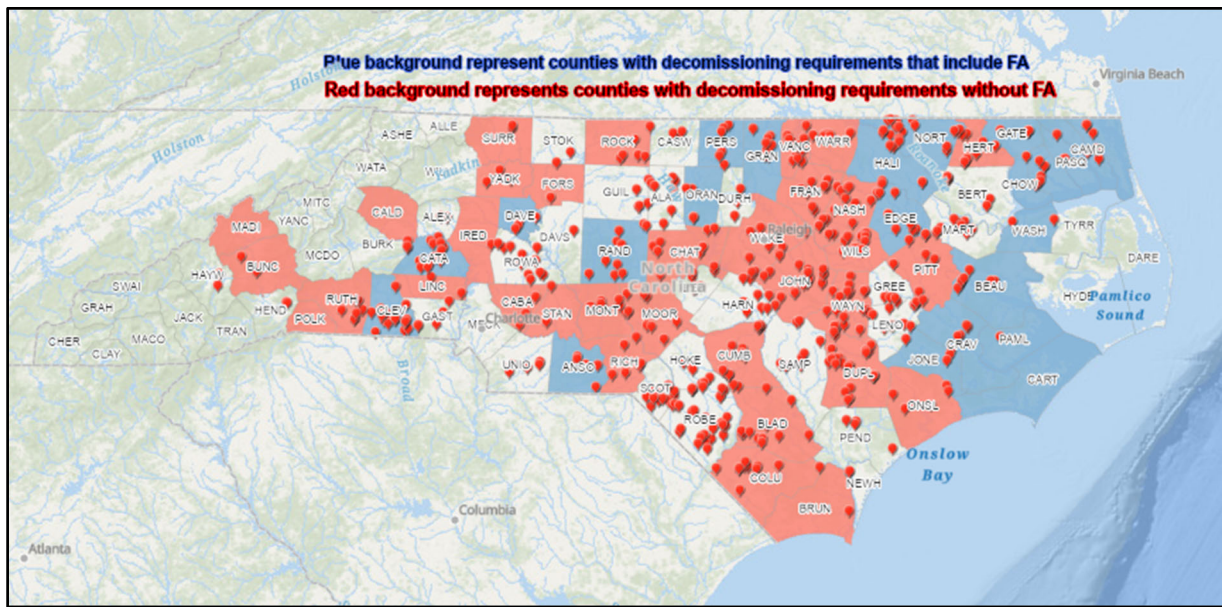 B'ue background represent counties with decomissioning requirements that include FA
Red background represents counties with decomissioning requirements without FA
Virginia Beach
Holston
Holston
ASHE
ALLE
SURR
STOK
ROCK
CASW
PERS
GRAN
VANC
WARR
HALI
NORT
HERT
GATE
CAMD
PASQ
CHOW
WATA
Yadkin
YADK
FORS
GUIL
ALA
ORAN
DURH
FRAN
NASH
EDGE
BERT
MART
WASH
TYRR
DARE
MITC
YANC
MADI
CALD
ALEX
IRED
DAVE
DAVS
RAND
CHAT
WAKE
Raleigh
WILS
PITT
BEAU
HYDE
Pamlico
Sound
MCDO
BURK
CATA
ROWA
North
Carolina
BUNC
HAYW
SWAI
GRAH
JACK
HEND
RUTH
POLK
LINC
CLEV
GAST
MECK
Charlotte
CABA
STAN
MONT
MOOR
HARN
JOHN
WAYN
GREE
LENO
CRAV
PAML
JONE
CART
CHER
CLAY
MACO
TRAN
Broad
UNIO
ANSO
RICH
HOKE
SCOT
CUMB
SAMP
DUPL
ONSL
ROBE
BLAD
PEND
Onslow
Bay
COLU
NEWH
BRUN
Columbia
Atlanta